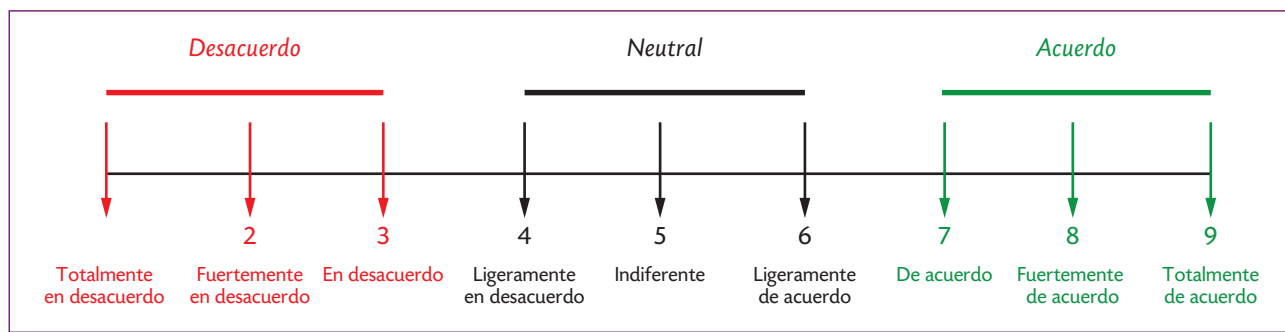 Desacuerdo Neutral Acuerdo
2 3 4 5 6 7 8 9
Totalmente
en desacuerdo
Fuertemente
en desacuerdo
En desacuerdo
Ligeramente
en desacuerdo
Indiferente
Ligeramente
de acuerdo
De acuerdo
Fuertemente
de acuerdo
Totalmente
de acuerdo